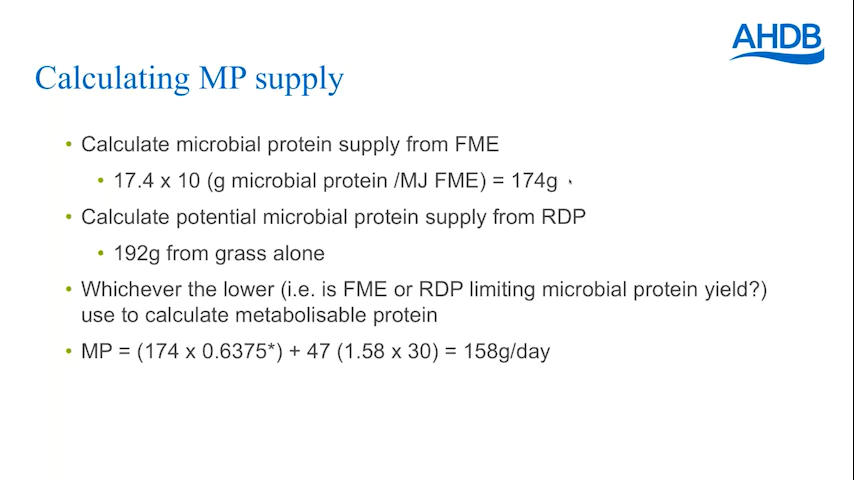 AHDB
Calculating MP supply
• Calculate microbial protein supply from FME
• 17.4 x 10 (g microbial protein /MJ FME) = 174g
• Calculate potential microbial protein supply from RDP
• 192g from grass alone
• Whichever the lower (i.e. is FME or RDP limiting microbial protein yield?)
use to calculate metabolisable protein
• MP = (174 x 0.6375*) + 47 (1.58 x 30) = 158g/day